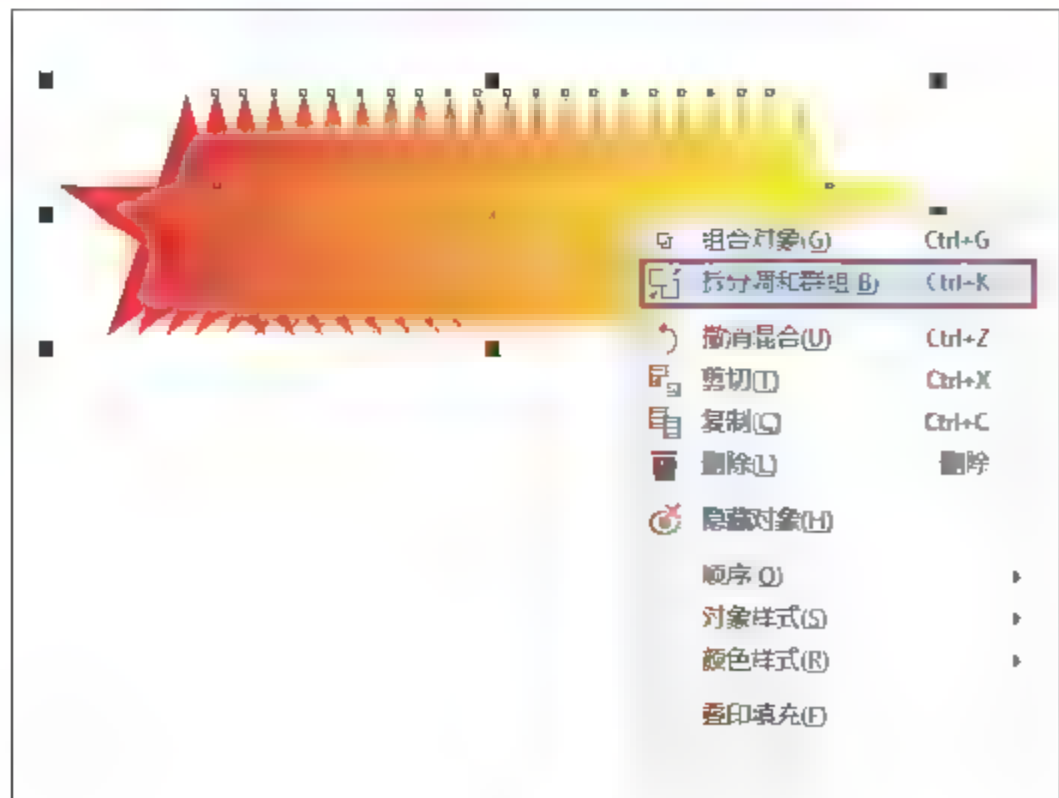 组合对象(G) Ctrl+G
拆分调和群组(B) Ctrl+K
撤消混合(U) Ctrl+Z
剪切(T) Ctrl+X
复制(C) Ctrl+C
删除(L) 删除
隐藏对象(H)
顺序(O)
对象样式(S)
颜色样式(R)
叠印填充(F)